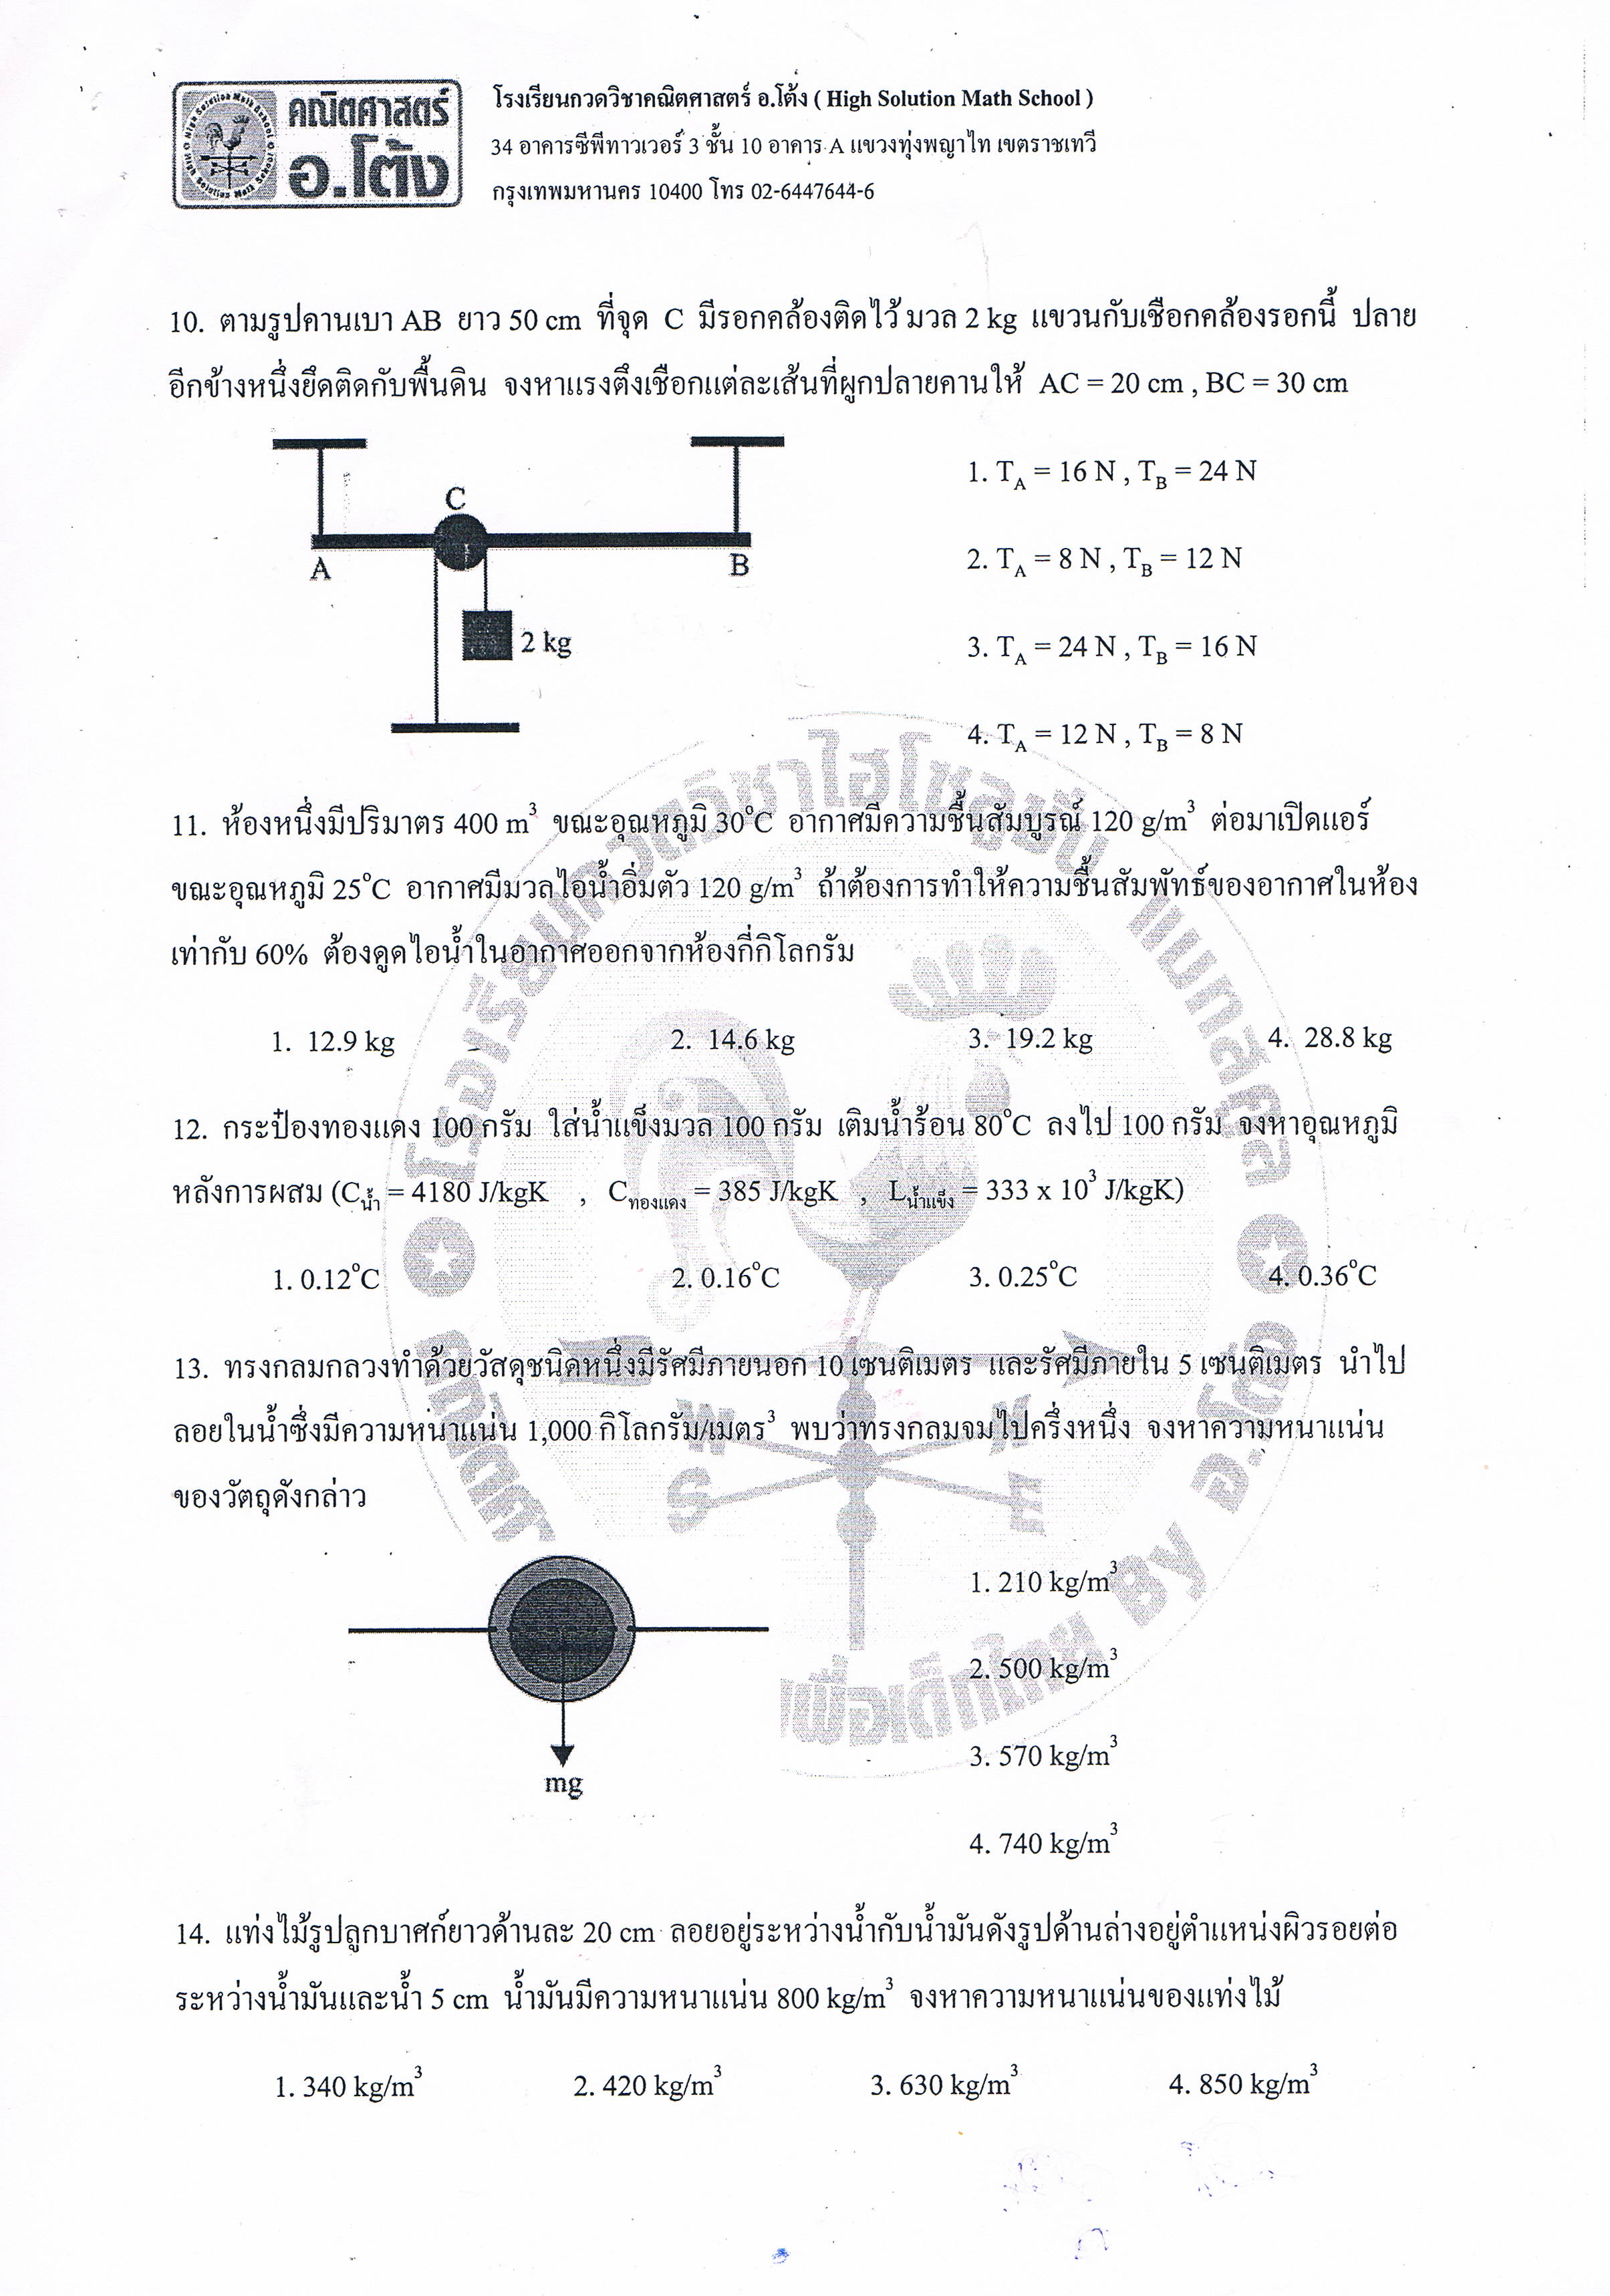 คณิตศาสตร์
อ.โต้ง
High Solution Math School
โรงเรียนกวดวิชาคณิตศาสตร์ อ.โต้ง ( High Solution Math School )
34 อาคารซีพีทาวเวอร์ 3 ชั้น 10 อาคาร A แขวงทุ่งพญาไท เขตราชเทวี
กรุงเทพมหานคร 10400 โทร 02-6447644-6
10. ตามรูปคานเบา AB ยาว 50 cm ที่จุด C มีรอกคล้องติดไว้ มวล 2 kg แขวนกับเชือกคล้องรอกนี้ ปลาย
อีกข้างหนึ่งยึดติดกับพื้นดิน จงหาแรงตึงเชือกแต่ละเส้นที่ผูกปลายคานให้ AC = 20 cm , BC = 30 cm
C
A
B
2 kg
1. T_A = 16 N , T_B = 24 N
2. T_A = 8 N , T_B = 12 N
3. T_A = 24 N , T_B = 16 N
4. T_A = 12 N , T_B = 8 N
11. ห้องหนึ่งมีปริมาตร 400 m³ ขณะอุณหภูมิ 30°C อากาศมีความชื้นสัมบูรณ์ 120 g/m³ ต่อมาเปิดแอร์
ขณะอุณหภูมิ 25°C อากาศมีมวลไอน้ำอิ่มตัว 120 g/m³ ถ้าต้องการทำให้ความชื้นสัมพัทธ์ของอากาศในห้อง
เท่ากับ 60% ต้องดูดไอน้ำในอากาศออกจากห้องกี่กิโลกรัม
1. 12.9 kg 2. 14.6 kg 3. 19.2 kg 4. 28.8 kg
12. กระป๋องทองแดง 100 กรัม ใส่น้ำแข็งมวล 100 กรัม เติมน้ำร้อน 80°C ลงไป 100 กรัม จงหาอุณหภูมิ
หลังการผสม (C_น้ำ = 4180 J/kgK , C_ทองแดง = 385 J/kgK , L_น้ำแข็ง = 333 x 10³ J/kgK)
1. 0.12°C 2. 0.16°C 3. 0.25°C 4. 0.36°C
13. ทรงกลมกลวงทำด้วยวัสดุชนิดหนึ่งมีรัศมีภายนอก 10 เซนติเมตร และรัศมีภายใน 5 เซนติเมตร นำไป
ลอยในน้ำซึ่งมีความหนาแน่น 1,000 กิโลกรัม/เมตร³ พบว่าทรงกลมจมไปครึ่งหนึ่ง จงหาความหนาแน่น
ของวัตถุดังกล่าว
mg
1. 210 kg/m³
2. 500 kg/m³
3. 570 kg/m³
4. 740 kg/m³
14. แท่งไม้รูปลูกบาศก์ยาวด้านละ 20 cm ลอยอยู่ระหว่างน้ำกับน้ำมันดังรูปด้านล่างอยู่ตำแหน่งผิวรอยต่อ
ระหว่างน้ำมันและน้ำ 5 cm น้ำมันมีความหนาแน่น 800 kg/m³ จงหาความหนาแน่นของแท่งไม้
1. 340 kg/m³ 2. 420 kg/m³ 3. 630 kg/m³ 4. 850 kg/m³